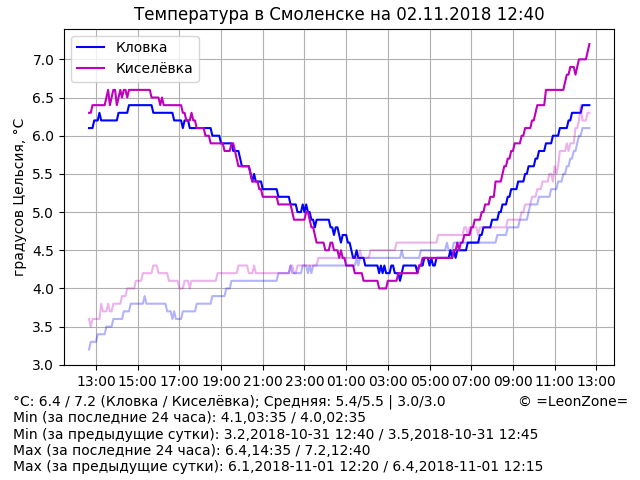 Температура в Смоленске на 02.11.2018 12:40
Кловка
Киселёвка
градусов Цельсия, °C
7.0
6.5
6.0
5.5
5.0
4.5
4.0
3.5
3.0
13:00 15:00 17:00 19:00 21:00 23:00 01:00 03:00 05:00 07:00 09:00 11:00 13:00
°C: 6.4 / 7.2 (Кловка / Киселёвка); Средняя: 5.4/5.5 | 3.0/3.0 © =LeonZone=
Min (за последние 24 часа): 4.1,03:35 / 4.0,02:35
Min (за предыдущие сутки): 3.2,2018-10-31 12:40 / 3.5,2018-10-31 12:45
Max (за последние 24 часа): 6.4,14:35 / 7.2,12:40
Max (за предыдущие сутки): 6.1,2018-11-01 12:20 / 6.4,2018-11-01 12:15